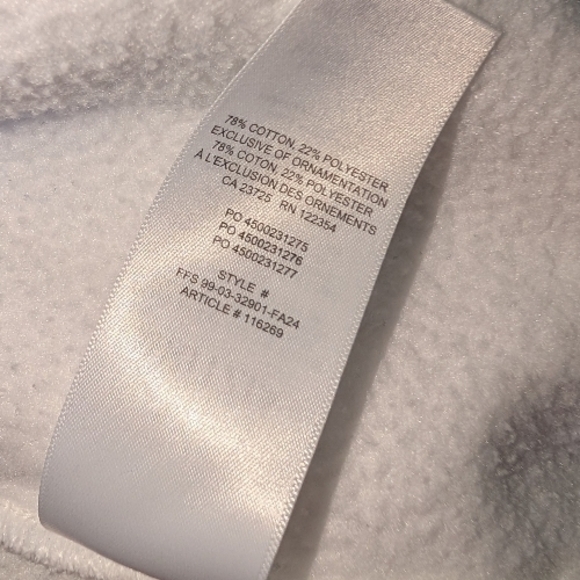 78% COTTON, 22% POLYESTER
EXCLUSIVE OF ORNAMENTATION
78% COTON, 22% POLYESTER
À L'EXCLUSION DES ORNEMENTS
CA 23725 RN 122354
PO 4500231275
PO 4500231276
PO 4500231277
STYLE #
FFS 99-03-32901-FA24
ARTICLE # 116269